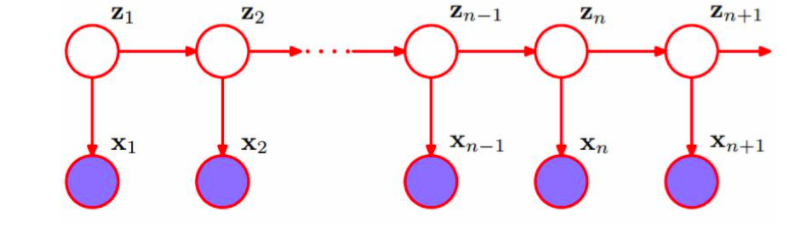 z₁ z₂ zₙ₋₁ zₙ zₙ₊₁
x₁ x₂ xₙ₋₁ xₙ xₙ₊₁